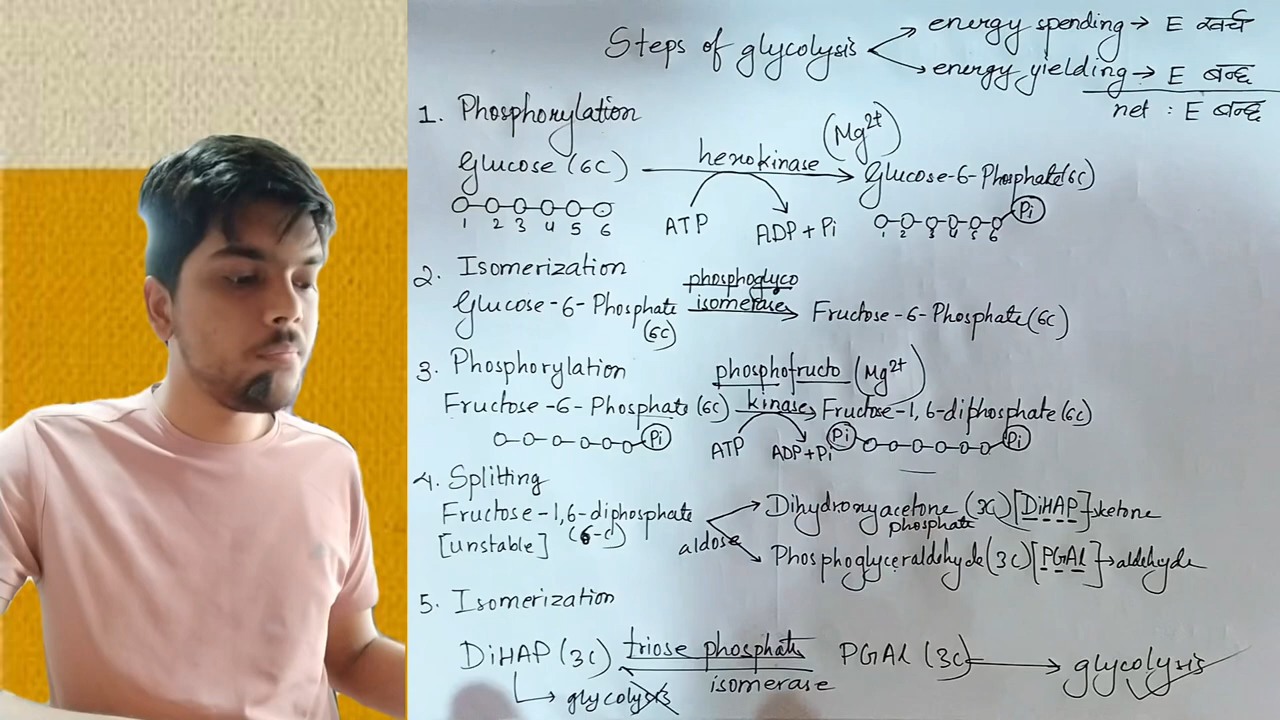 Steps of glycolysis
energy spending → E खर्च
energy yielding → E बन्छ
net : E बन्छ
1. Phosphorylation
Glucose (6C) hexokinase (Mg2+) Glucose-6-Phosphate(6C)
1 2 3 4 5 6
ATP ADP + Pi
1 2 3 4 5 6 Pi
2. Isomerization
Glucose-6-Phosphate (6C) phosphoglyco isomerase Fructose-6-Phosphate (6C)
3. Phosphorylation
Fructose-6-Phosphate (6C) phosphofructo kinase (Mg2+) Fructose-1,6-diphosphate(6C)
Pi ATP ADP+Pi Pi Pi
4. Splitting
Fructose-1,6-diphosphate (6-C)
[unstable]
Dihydroxyacetone phosphate (3C) [DiHAP]→ketone
aldose
Phosphoglyceraldehyde (3C) [PGAL]→aldehyde
5. Isomerization
DiHAP (3C) triose phosphate isomerase PGAL (3C) → glycolysis
→ glycolysis